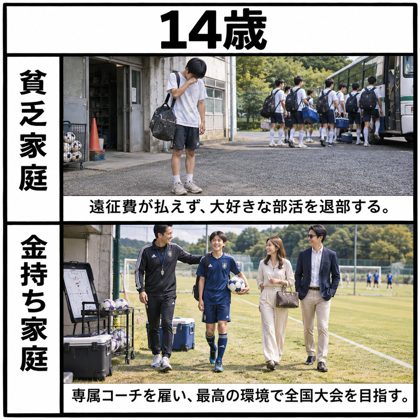 14歳
貧乏家庭
遠征費が払えず、大好きな部活を退部する。
金持ち家庭
専属コーチを雇い、最高の環境で全国大会を目指す。